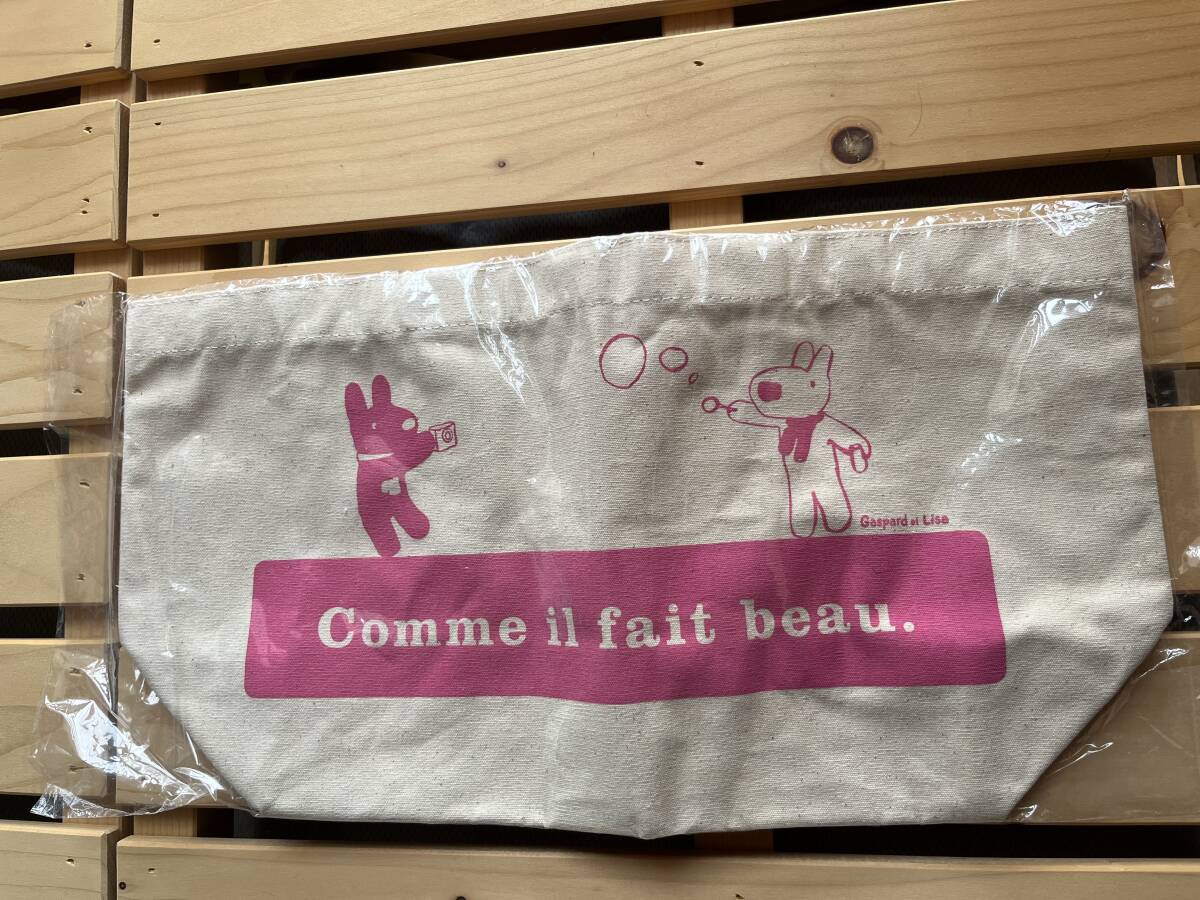 Gaspard et Lisa
Comme il fait beau.